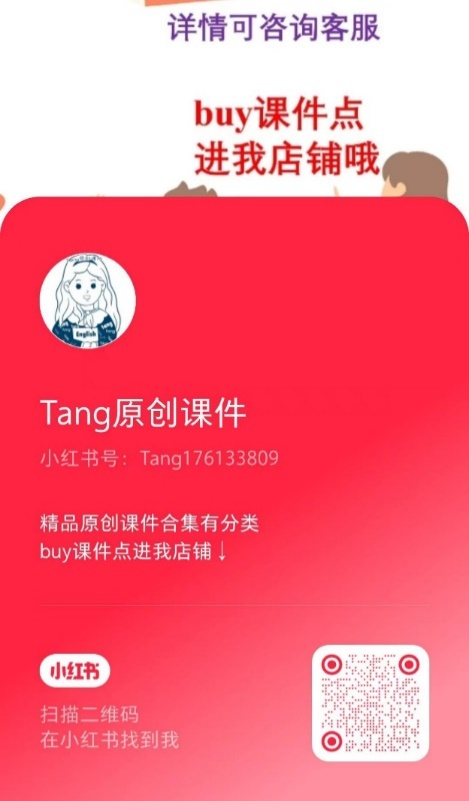 详情可咨询客服
buy课件点
进我店铺哦
English
Tang原创课件
小红书号：Tang176133809
精品原创课件合集有分类
buy课件点进我店铺↓
小红书
扫描二维码
在小红书找到我